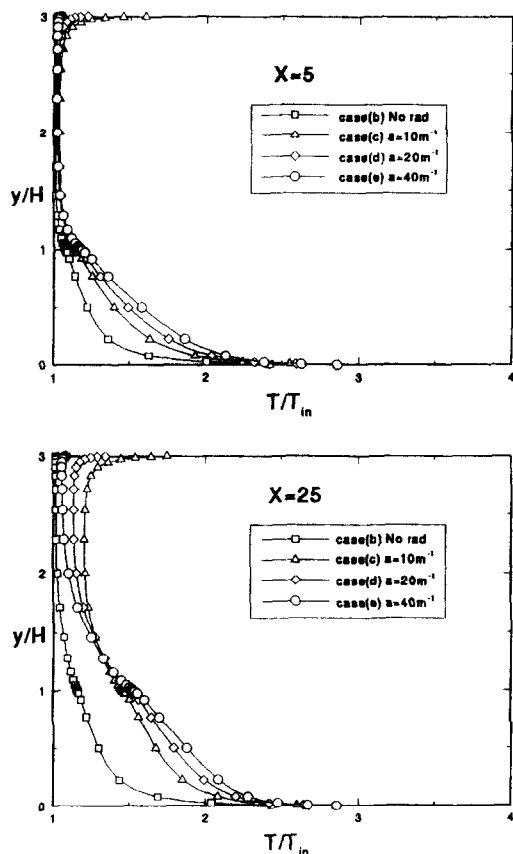 3
X=5
case(b) No rad
case(c) a=10m⁻¹
2
case(d) a=20m⁻¹
case(e) a=40m⁻¹
y/H
1
0
1 2 3 4
T/Tin
3
X=25
case(b) No rad
case(c) a=10m⁻¹
2
case(d) a=20m⁻¹
case(e) a=40m⁻¹
y/H
1
0
1 2 3 4
T/Tin